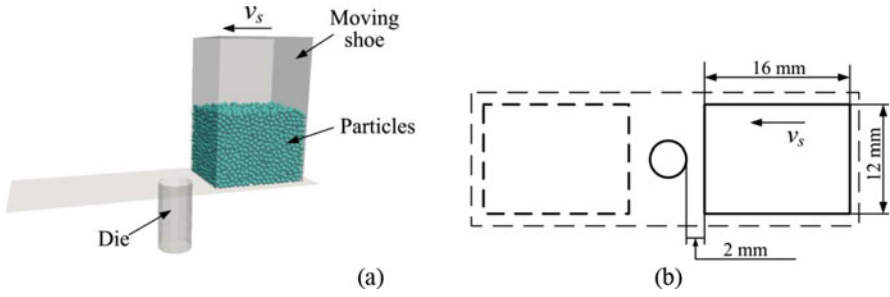 v_s
Moving
shoe
Particles
Die
(a)
16 mm
v_s
12 mm
2 mm
(b)